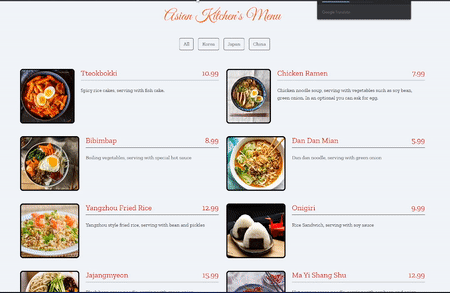 Asian Kitchen's Menu
All
Korea
Japan
China
Tteokbokki 10.99
Spicy rice cakes, serving with fish cake.
Chicken Ramen 7.99
Chicken noodle soup, serving with vegetables such as soy bean,
green onion. In an optional you can ask for egg.
Bibimbap 8.99
Boiling vegetables, serving with special hot sauce
Dan Dan Mian 5.99
Dan dan noodle, serving with green onion
Yangzhou Fried Rice 12.99
Yangzhou style fried rice, serving with bean and pickles
Onigiri 9.99
Rice Sandwich, serving with soy sauce
Jajangmyeon 15.99
Ma Yi Shang Shu 12.99